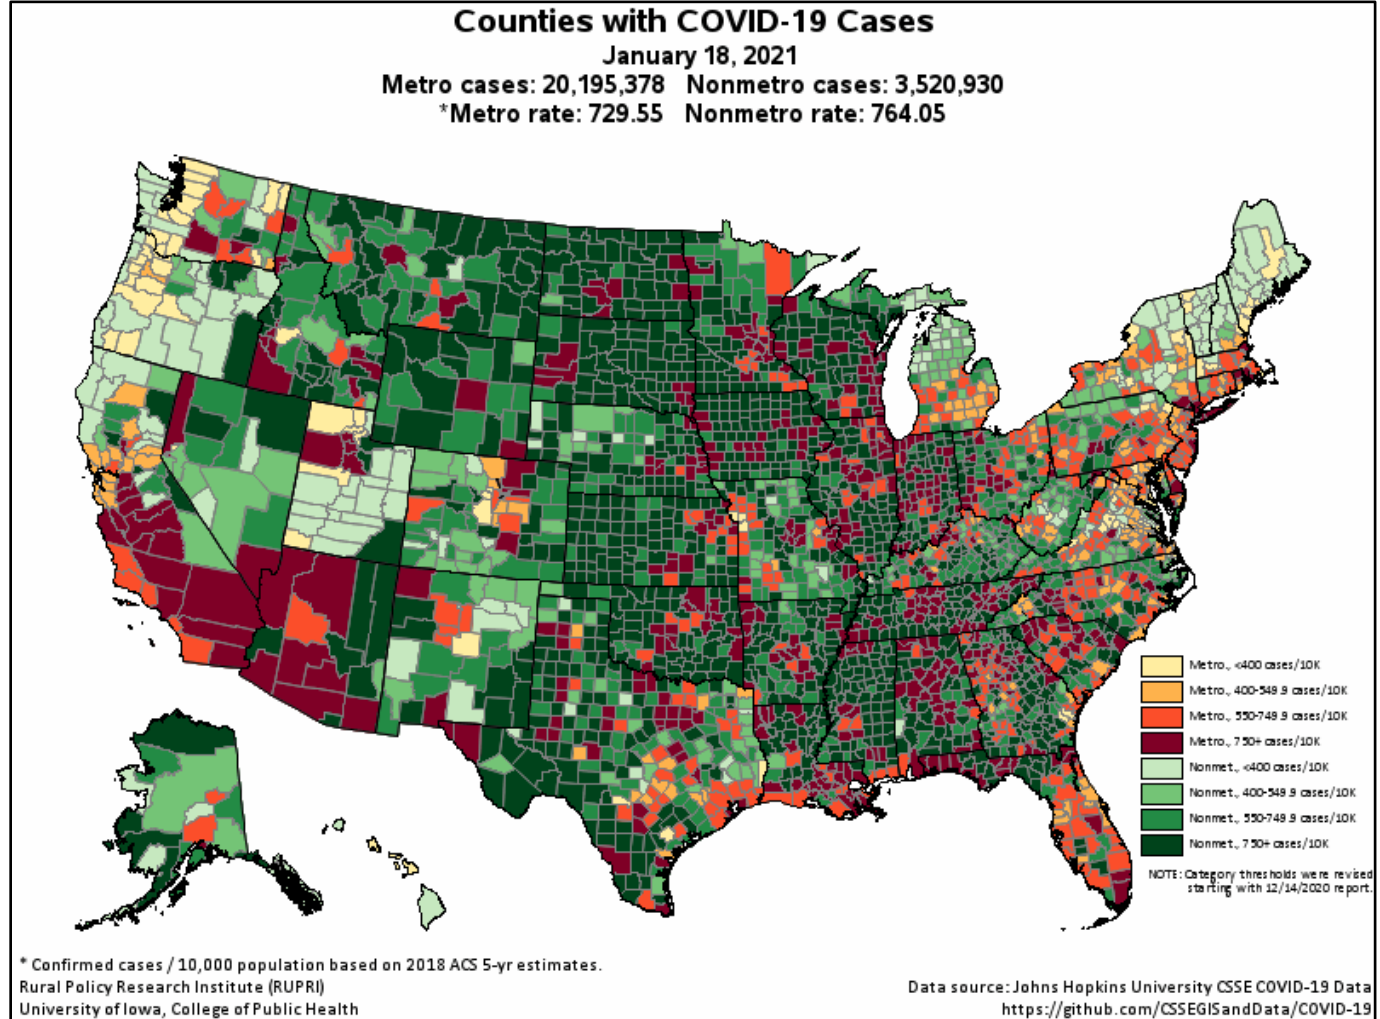 Counties with COVID-19 Cases
January 18, 2021
Metro cases: 20,195,378 Nonmetro cases: 3,520,930
*Metro rate: 729.55 Nonmetro rate: 764.05
Metro., <400 cases/10K
Metro., 400-549.9 cases/10K
Metro., 550-749.9 cases/10K
Metro., 750+ cases/10K
Nonmet., <400 cases/10K
Nonmet., 400-549.9 cases/10K
Nonmet., 550-749.9 cases/10K
Nonmet., 750+ cases/10K
NOTE: Category thresholds were revised
starting with 12/14/2020 report.
* Confirmed cases / 10,000 population based on 2018 ACS 5-yr estimates.
Rural Policy Research Institute (RUPRI)
University of Iowa, College of Public Health
Data source: Johns Hopkins University CSSE COVID-19 Data
https://github.com/CSSEGISandData/COVID-19